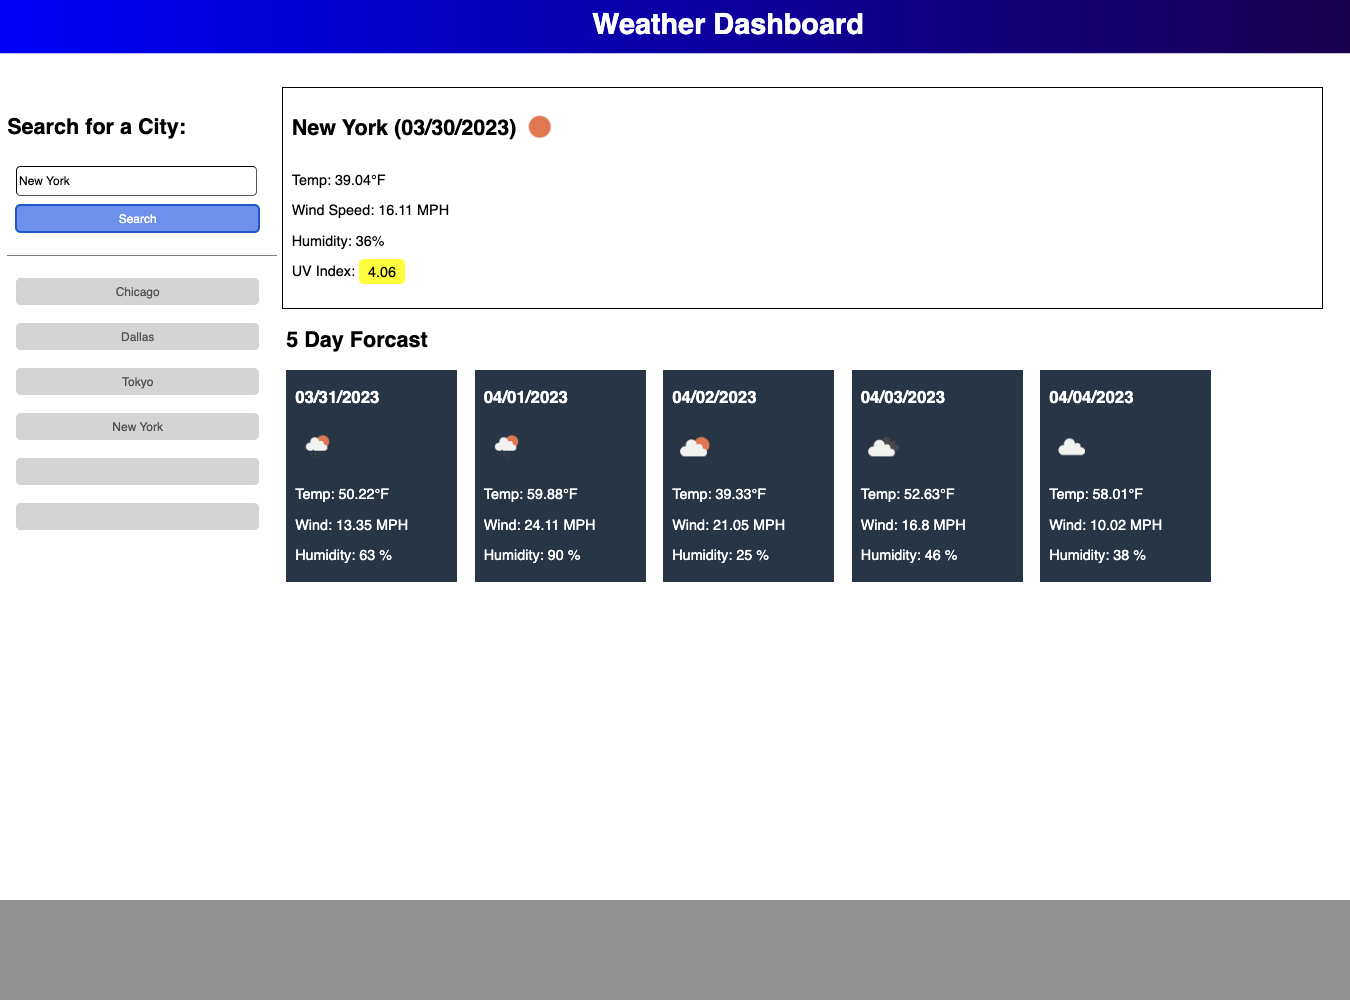 Weather Dashboard
Search for a City:
New York
Search
Chicago
Dallas
Tokyo
New York
New York (03/30/2023)
Temp: 39.04°F
Wind Speed: 16.11 MPH
Humidity: 36%
UV Index: 4.06
5 Day Forcast
03/31/2023
Temp: 50.22°F
Wind: 13.35 MPH
Humidity: 63 %
04/01/2023
Temp: 59.88°F
Wind: 24.11 MPH
Humidity: 90 %
04/02/2023
Temp: 39.33°F
Wind: 21.05 MPH
Humidity: 25 %
04/03/2023
Temp: 52.63°F
Wind: 16.8 MPH
Humidity: 46 %
04/04/2023
Temp: 58.01°F
Wind: 10.02 MPH
Humidity: 38 %